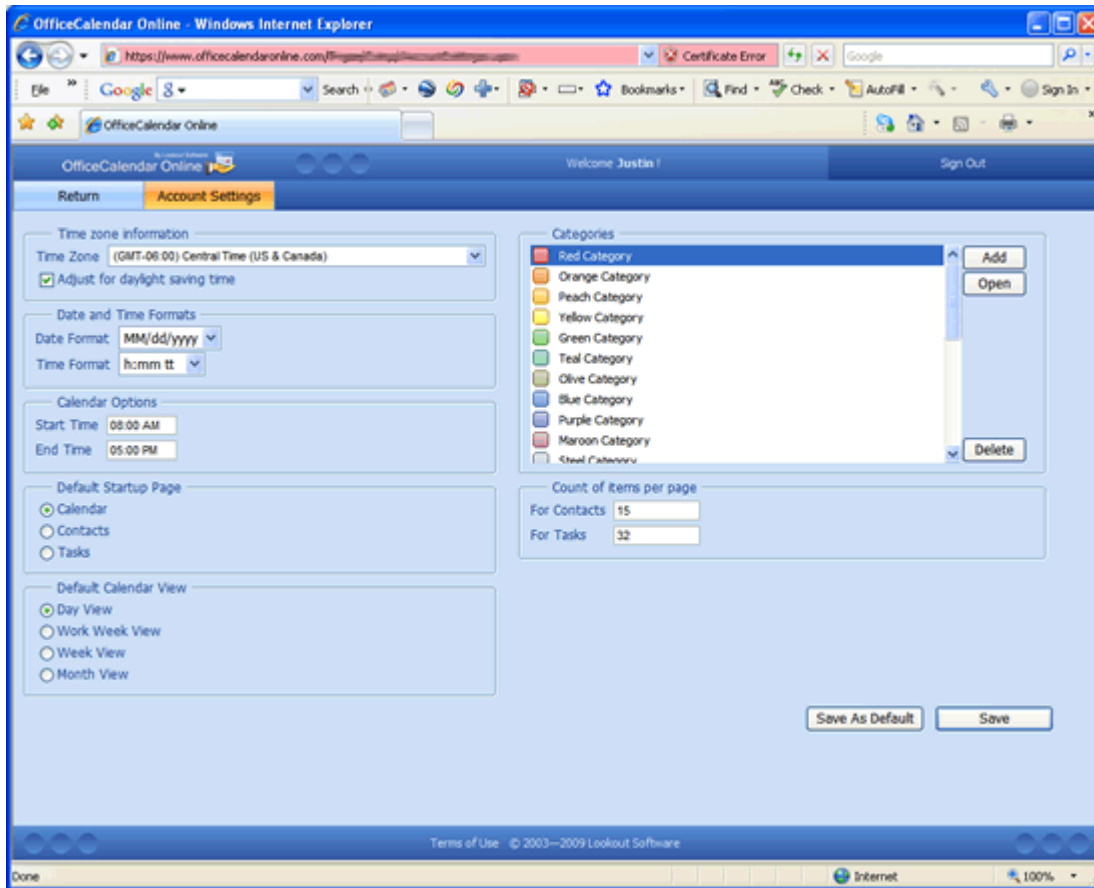 OfficeCalendar Online - Windows Internet Explorer
https://www.officecalendaronline.com/ Certificate Error Google
File » Google Search Bookmarks Find Check AutoFill Sign In
OfficeCalendar Online
By Lookout Software
OfficeCalendar Online Welcome Justin ! Sign Out
Return Account Settings
Time zone information
Time Zone (GMT-06:00) Central Time (US & Canada)
Adjust for daylight saving time
Date and Time Formats
Date Format MM/dd/yyyy
Time Format h:mm tt
Calendar Options
Start Time 08:00 AM
End Time 05:00 PM
Default Startup Page
Calendar
Contacts
Tasks
Default Calendar View
Day View
Work Week View
Week View
Month View
Categories
Red Category
Orange Category
Peach Category
Yellow Category
Green Category
Teal Category
Olive Category
Blue Category
Purple Category
Maroon Category
Steel Category
Add
Open
Delete
Count of items per page
For Contacts 15
For Tasks 32
Save As Default Save
Terms of Use © 2003—2009 Lookout Software
Done Internet 100%